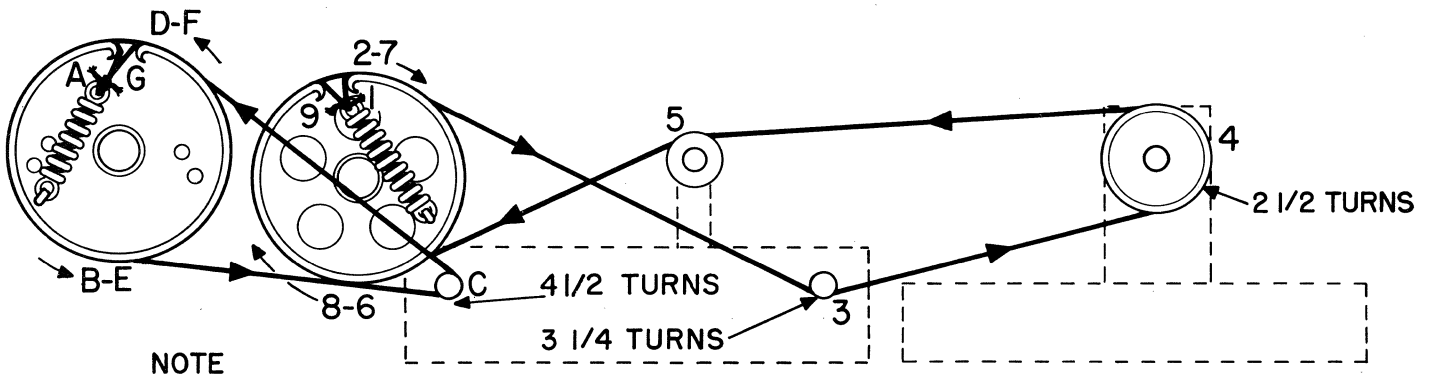 D-F
2-7
A
G
9
1
5
4
2 1/2 TURNS
B-E
8-6
C
4 1/2 TURNS
3
3 1/4 TURNS
NOTE